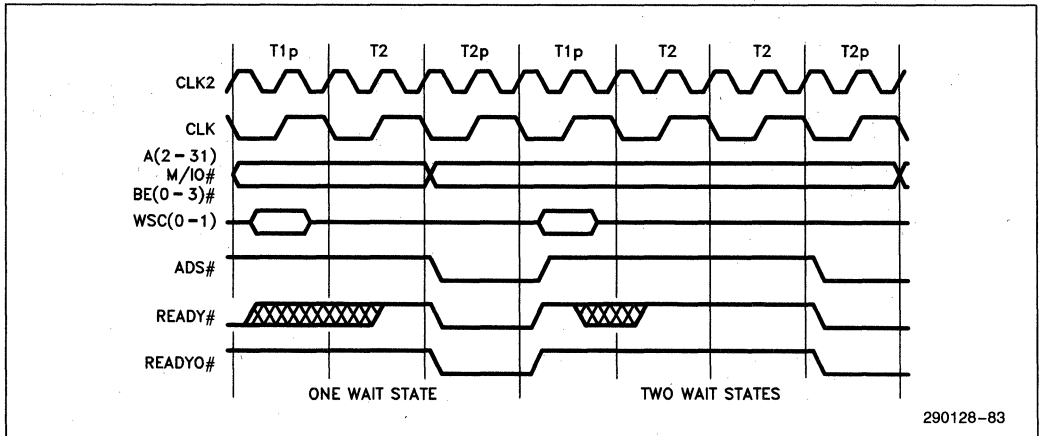 T1p T2 T2p T1p T2 T2 T2p
CLK2
CLK
A(2-31)
M/IO#
BE(0-3)#
WSC(0-1)
ADS#
READY#
READYO#
ONE WAIT STATE TWO WAIT STATES
290128-83